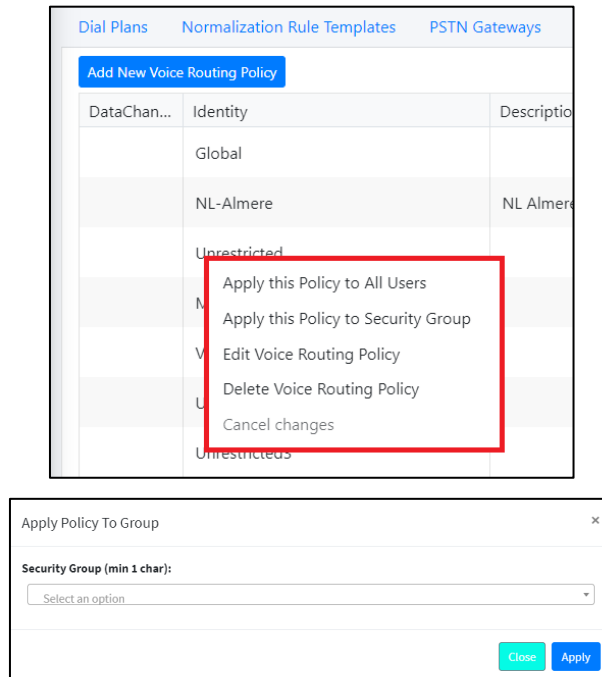 Dial Plans Normalization Rule Templates PSTN Gateways
Add New Voice Routing Policy
DataChan... Identity Descriptio
Global
NL-Almere NL Almere
Unrestricted
Apply this Policy to All Users
M
Apply this Policy to Security Group
V Edit Voice Routing Policy
Delete Voice Routing Policy
U
Cancel changes
Unrestricted3
Apply Policy To Group ×
Security Group (min 1 char):
Select an option
Close Apply